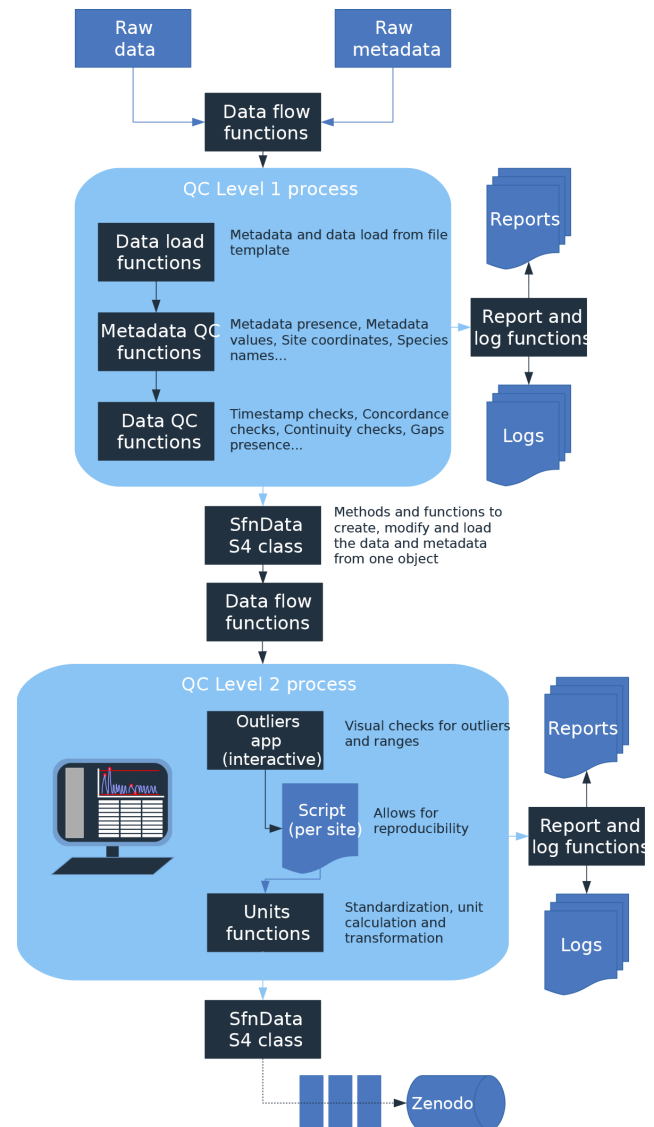 Raw
data
Raw
metadata
Data flow
functions
QC Level 1 process
Data load
functions
Metadata and data load from file
template
Metadata QC
functions
Metadata presence, Metadata
values, Site coordinates, Species
names...
Data QC
functions
Timestamp checks, Concordance
checks, Continuity checks, Gaps
presence...
Reports
Report and
log functions
Logs
SfnData
S4 class
Methods and functions to
create, modify and load
the data and metadata
from one object
Data flow
functions
QC Level 2 process
Outliers
app
(interactive)
Visual checks for outliers
and ranges
Script
(per site)
Allows for
reproducibility
Units
functions
Standardization, unit
calculation and
transformation
Reports
Report and
log functions
Logs
SfnData
S4 class
Zenodo